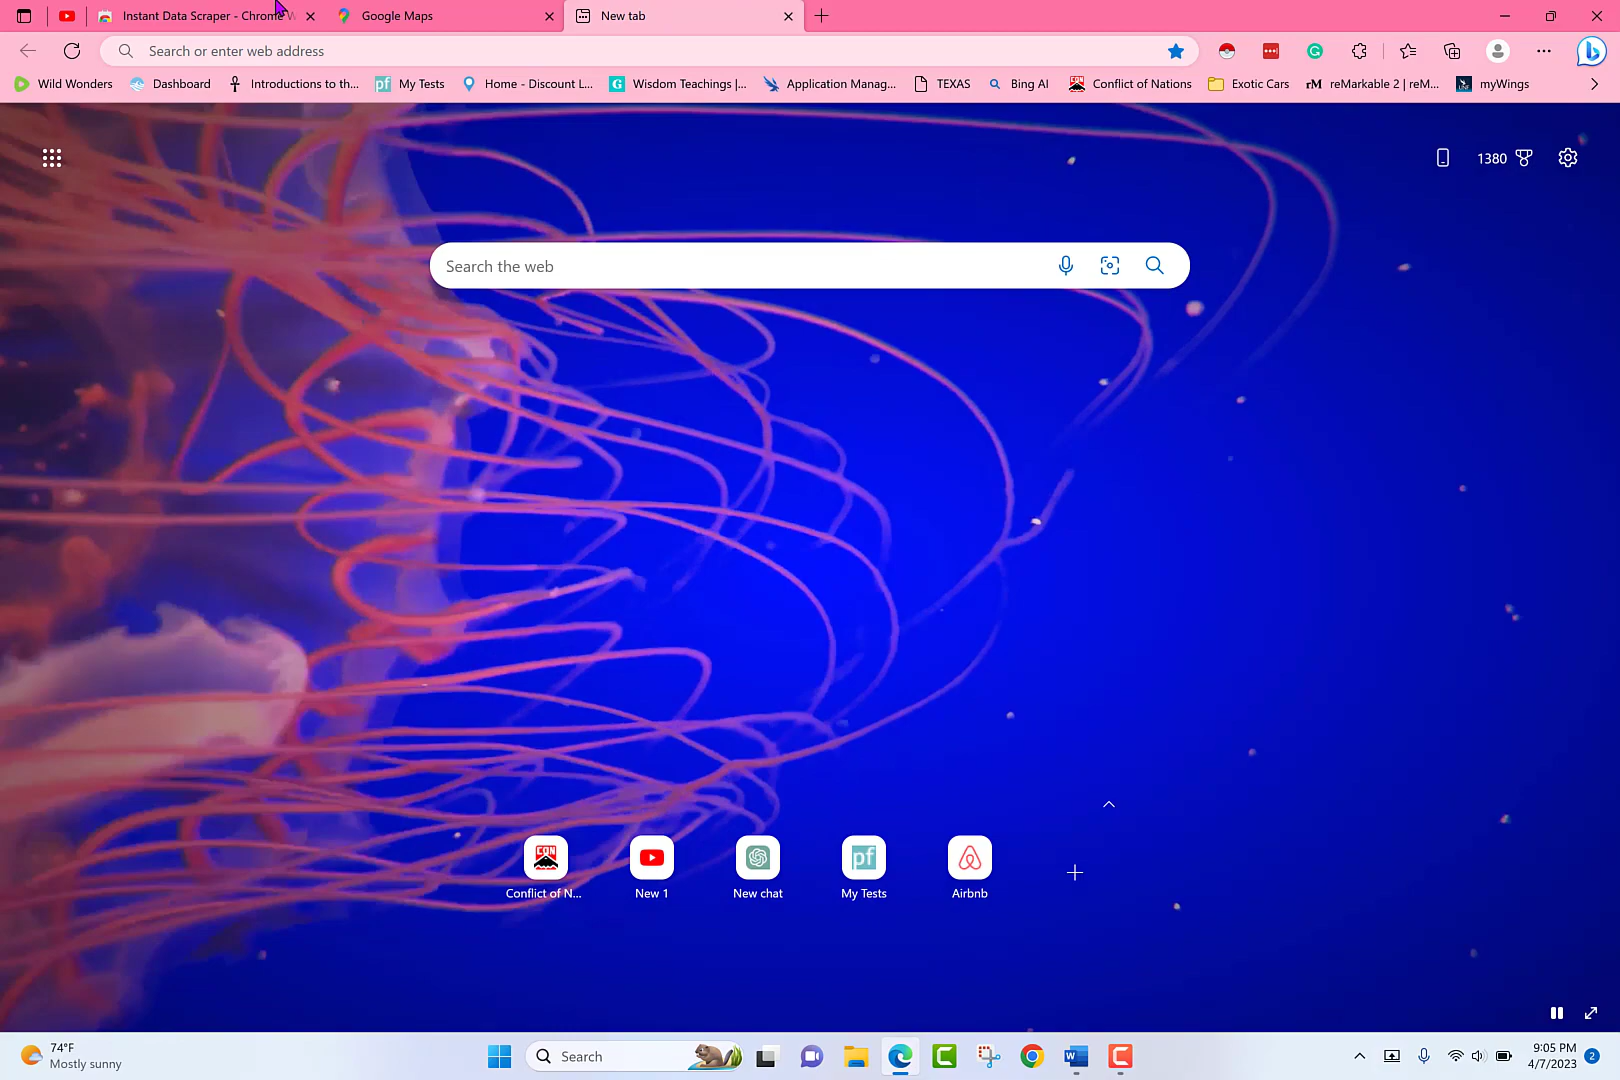 Instant Data Scraper - Chrome W
Google Maps
New tab
Search or enter web address
Wild Wonders
Dashboard
Introductions to th...
My Tests
Home - Discount L...
Wisdom Teachings |...
Application Manag...
TEXAS
Bing AI
Conflict of Nations
Exotic Cars
rM reMarkable 2 | reM...
myWings
1380
Search the web
CON
pf
Conflict of N...
New 1
New chat
My Tests
Airbnb
74°F
Mostly sunny
Search
9:05 PM
4/7/2023
2